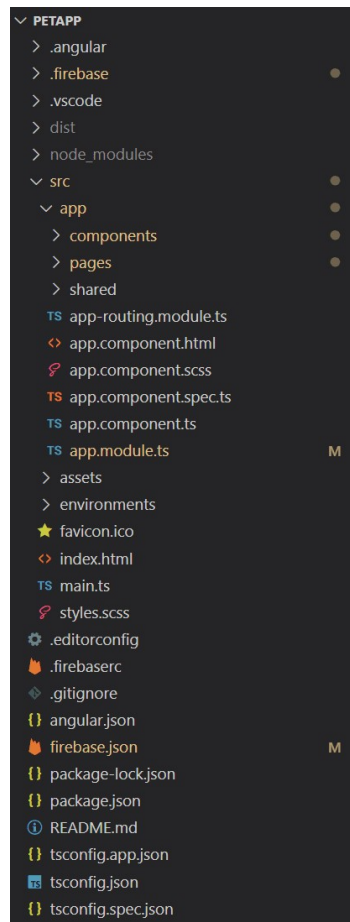 PETAPP
.angular
.firebase
.vscode
dist
node_modules
src
app
components
pages
shared
TS app-routing.module.ts
<> app.component.html
app.component.scss
TS app.component.spec.ts
TS app.component.ts
TS app.module.ts M
assets
environments
favicon.ico
<> index.html
TS main.ts
styles.scss
.editorconfig
.firebaserc
.gitignore
{} angular.json
firebase.json M
{} package-lock.json
{} package.json
README.md
{} tsconfig.app.json
TS tsconfig.json
{} tsconfig.spec.json